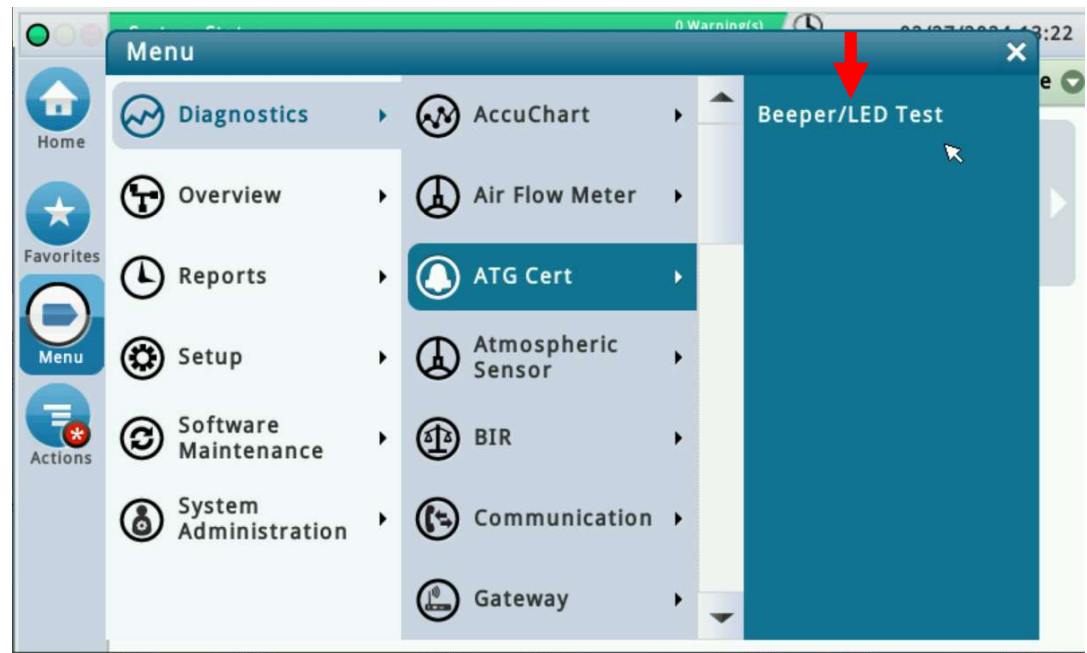 0 Warning(s)
:22
Menu
e
Home
Favorites
Menu
Actions
Diagnostics
Overview
Reports
Setup
Software
Maintenance
System
Administration
AccuChart
Air Flow Meter
ATG Cert
Atmospheric
Sensor
BIR
Communication
Gateway
Beeper/LED Test